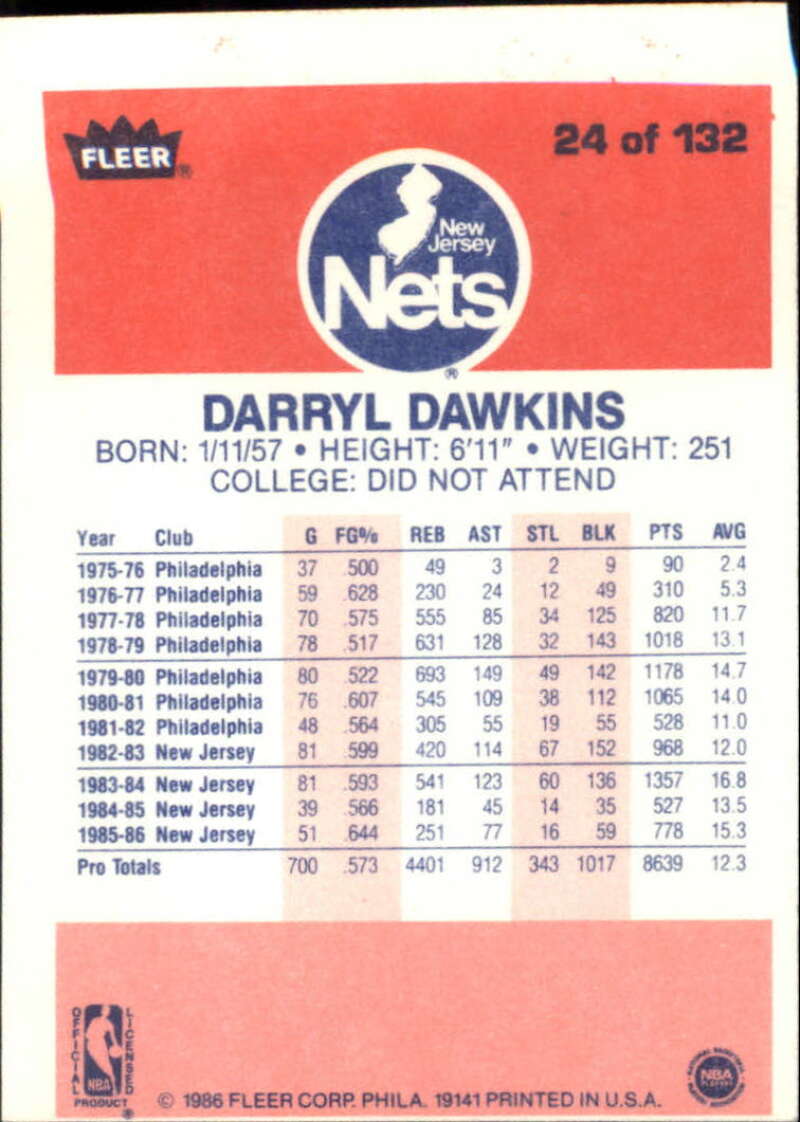 FLEER ®
24 of 132
New
Jersey
Nets
®
DARRYL DAWKINS
BORN: 1/11/57 • HEIGHT: 6'11" • WEIGHT: 251
COLLEGE: DID NOT ATTEND
Year Club G FG% REB AST STL BLK PTS AVG
1975-76 Philadelphia 37 .500 49 3 2 9 90 2.4
1976-77 Philadelphia 59 .628 230 24 12 49 310 5.3
1977-78 Philadelphia 70 .575 555 85 34 125 820 11.7
1978-79 Philadelphia 78 .517 631 128 32 143 1018 13.1
1979-80 Philadelphia 80 .522 693 149 49 142 1178 14.7
1980-81 Philadelphia 76 .607 545 109 38 112 1065 14.0
1981-82 Philadelphia 48 .564 305 55 19 55 528 11.0
1982-83 New Jersey 81 .599 420 114 67 152 968 12.0
1983-84 New Jersey 81 .593 541 123 60 136 1357 16.8
1984-85 New Jersey 39 .566 181 45 14 35 527 13.5
1985-86 New Jersey 51 .644 251 77 16 59 778 15.3
Pro Totals 700 .573 4401 912 343 1017 8639 12.3
OFFICIAL LICENSED
NBA
PRODUCT ®
© 1986 FLEER CORP. PHILA. 19141 PRINTED IN U.S.A.
NATIONAL BASKETBALL
NBA
PLAYERS